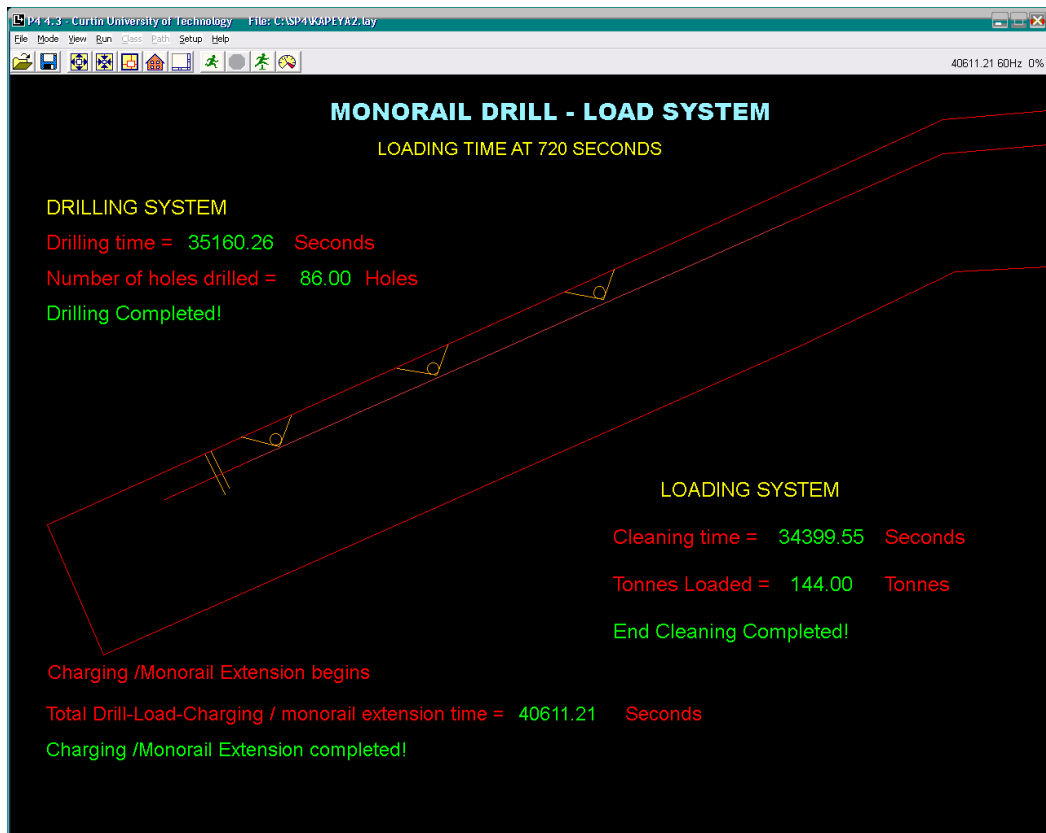 P4 4.3 - Curtin University of Technology File: C:\SP4\KAPEYA2.lay
File Mode View Run Class Path Setup Help
40611.21 60Hz 0%
MONORAIL DRILL - LOAD SYSTEM
LOADING TIME AT 720 SECONDS
DRILLING SYSTEM
Drilling time = 35160.26 Seconds
Number of holes drilled = 86.00 Holes
Drilling Completed!
LOADING SYSTEM
Cleaning time = 34399.55 Seconds
Tonnes Loaded = 144.00 Tonnes
End Cleaning Completed!
Charging /Monorail Extension begins
Total Drill-Load-Charging / monorail extension time = 40611.21 Seconds
Charging /Monorail Extension completed!